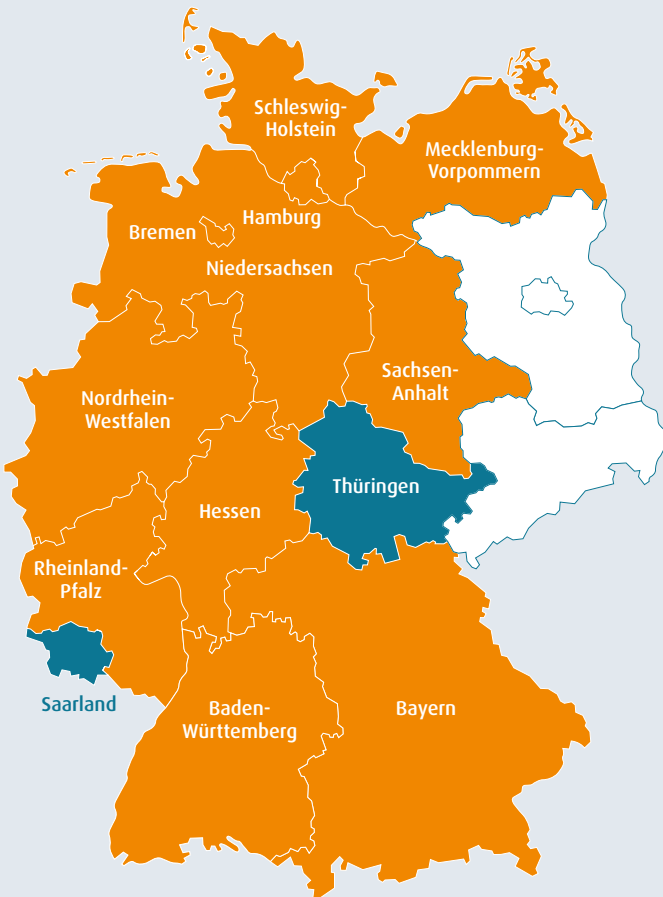 Schleswig-
Holstein
Mecklenburg-
Vorpommern
Hamburg
Bremen
Niedersachsen
Sachsen-
Anhalt
Nordrhein-
Westfalen
Thüringen
Hessen
Rheinland-
Pfalz
Saarland
Baden-
Württemberg
Bayern